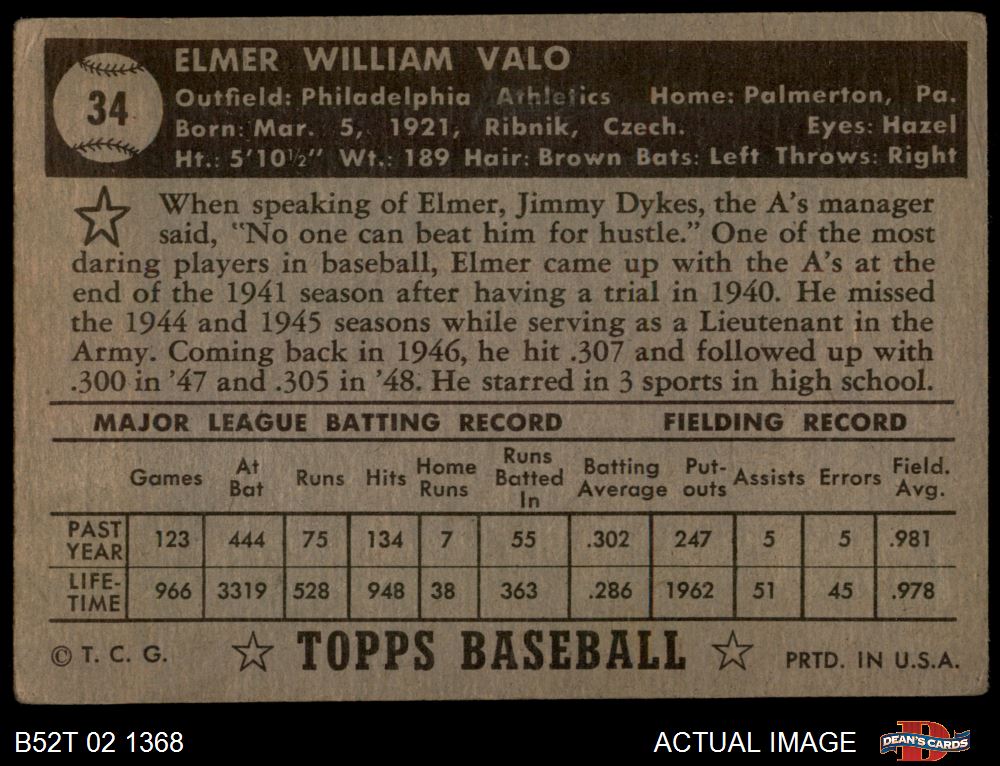 34
ELMER WILLIAM VALO
Outfield: Philadelphia Athletics Home: Palmerton, Pa.
Born: Mar. 5, 1921, Ribnik, Czech. Eyes: Hazel
Ht.: 5'10½" Wt.: 189 Hair: Brown Bats: Left Throws: Right
When speaking of Elmer, Jimmy Dykes, the A's manager
said, "No one can beat him for hustle." One of the most
daring players in baseball, Elmer came up with the A's at the
end of the 1941 season after having a trial in 1940. He missed
the 1944 and 1945 seasons while serving as a Lieutenant in the
Army. Coming back in 1946, he hit .307 and followed up with
.300 in '47 and .305 in '48. He starred in 3 sports in high school.
MAJOR LEAGUE BATTING RECORD FIELDING RECORD
Games At Bat Runs Hits Home Runs Runs Batted In Batting Average Put-outs Assists Errors Field. Avg.
PAST YEAR 123 444 75 134 7 55 .302 247 5 5 .981
LIFE-TIME 966 3319 528 948 38 363 .286 1962 51 45 .978
© T. C. G. TOPPS BASEBALL PRTD. IN U.S.A.
B52T 02 1368 ACTUAL IMAGE DEAN'S CARDS